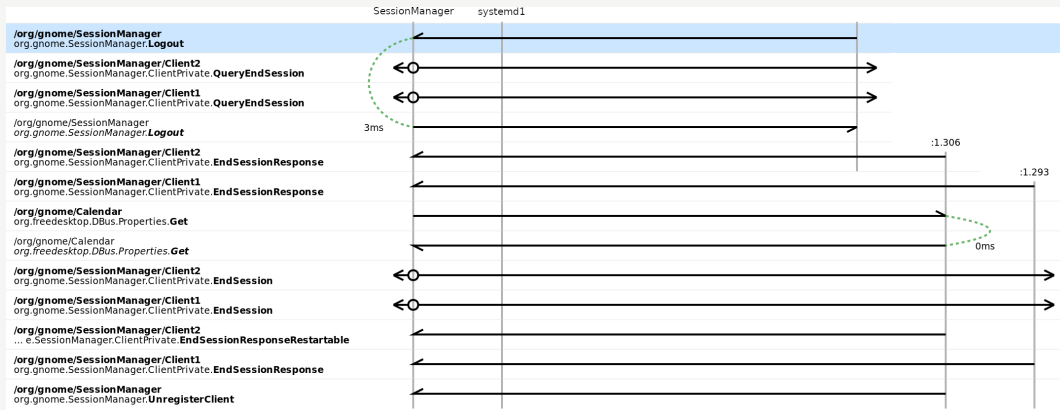 SessionManager
systemd1
/org/gnome/SessionManager
org.gnome.SessionManager.Logout
/org/gnome/SessionManager/Client2
org.gnome.SessionManager.ClientPrivate.QueryEndSession
/org/gnome/SessionManager/Client1
org.gnome.SessionManager.ClientPrivate.QueryEndSession
/org/gnome/SessionManager
org.gnome.SessionManager.Logout
3ms
/org/gnome/SessionManager/Client2
org.gnome.SessionManager.ClientPrivate.EndSessionResponse
:1.306
/org/gnome/SessionManager/Client1
org.gnome.SessionManager.ClientPrivate.EndSessionResponse
:1.293
/org/gnome/Calendar
org.freedesktop.DBus.Properties.Get
/org/gnome/Calendar
org.freedesktop.DBus.Properties.Get
0ms
/org/gnome/SessionManager/Client2
org.gnome.SessionManager.ClientPrivate.EndSession
/org/gnome/SessionManager/Client1
org.gnome.SessionManager.ClientPrivate.EndSession
/org/gnome/SessionManager/Client2
... e.SessionManager.ClientPrivate.EndSessionResponseRestartable
/org/gnome/SessionManager/Client1
org.gnome.SessionManager.ClientPrivate.EndSessionResponse
/org/gnome/SessionManager
org.gnome.SessionManager.UnregisterClient